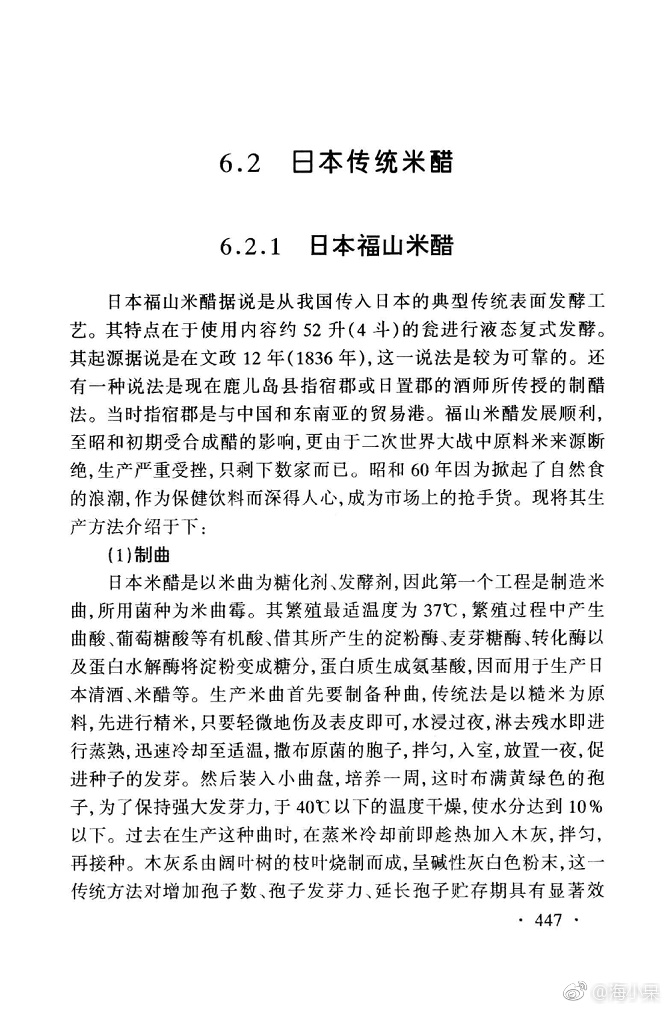 6.2 日本传统米醋
6.2.1 日本福山米醋
日本福山米醋据说是从我国传入日本的典型传统表面发酵工
艺。其特点在于使用内容约 52 升(4 斗)的瓮进行液态复式发酵。
其起源据说是在文政 12 年(1836 年),这一说法是较为可靠的。还
有一种说法是现在鹿儿岛县指宿郡或日置郡的酒师所传授的制醋
法。当时指宿郡是与中国和东南亚的贸易港。福山米醋发展顺利,
至昭和初期受合成醋的影响,更由于二次世界大战中原料米来源断
绝,生产严重受挫,只剩下数家而已。昭和 60 年因为掀起了自然食
的浪潮,作为保健饮料而深得人心,成为市场上的抢手货。现将其生
产方法介绍于下:
(1)制曲
日本米醋是以米曲为糖化剂、发酵剂,因此第一个工程是制造米
曲,所用菌种为米曲霉。其繁殖最适温度为 37℃,繁殖过程中产生
曲酸、葡萄糖酸等有机酸、借其所产生的淀粉酶、麦芽糖酶、转化酶以
及蛋白水解酶将淀粉变成糖分,蛋白质生成氨基酸,因而用于生产日
本清酒、米醋等。生产米曲首先要制备种曲,传统法是以糙米为原
料,先进行精米,只要轻微地伤及表皮即可,水浸过夜,淋去残水即进
行蒸熟,迅速冷却至适温,撒布原菌的胞子,拌匀,入室,放置一夜,促
进种子的发芽。然后装入小曲盘,培养一周,这时布满黄绿色的孢
子,为了保持强大发芽力,于 40℃以下的温度干燥,使水分达到 10%
以下。过去在生产这种曲时,在蒸米冷却前即趁热加入木灰,拌匀,
再接种。木灰系由阔叶树的枝叶烧制而成,呈碱性灰白色粉末,这一
传统方法对增加孢子数、孢子发芽力、延长孢子贮存期具有显著效
· 447 ·
@海小呆